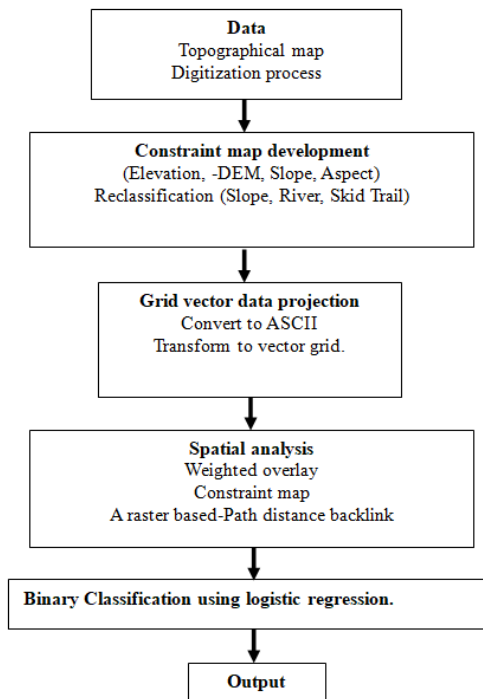 Data
Topographical map
Digitization process
Constraint map development
(Elevation, -DEM, Slope, Aspect)
Reclassification (Slope, River, Skid Trail)
Grid vector data projection
Convert to ASCII
Transform to vector grid.
Spatial analysis
Weighted overlay
Constraint map
A raster based-Path distance backlink
Binary Classification using logistic regression.
Output